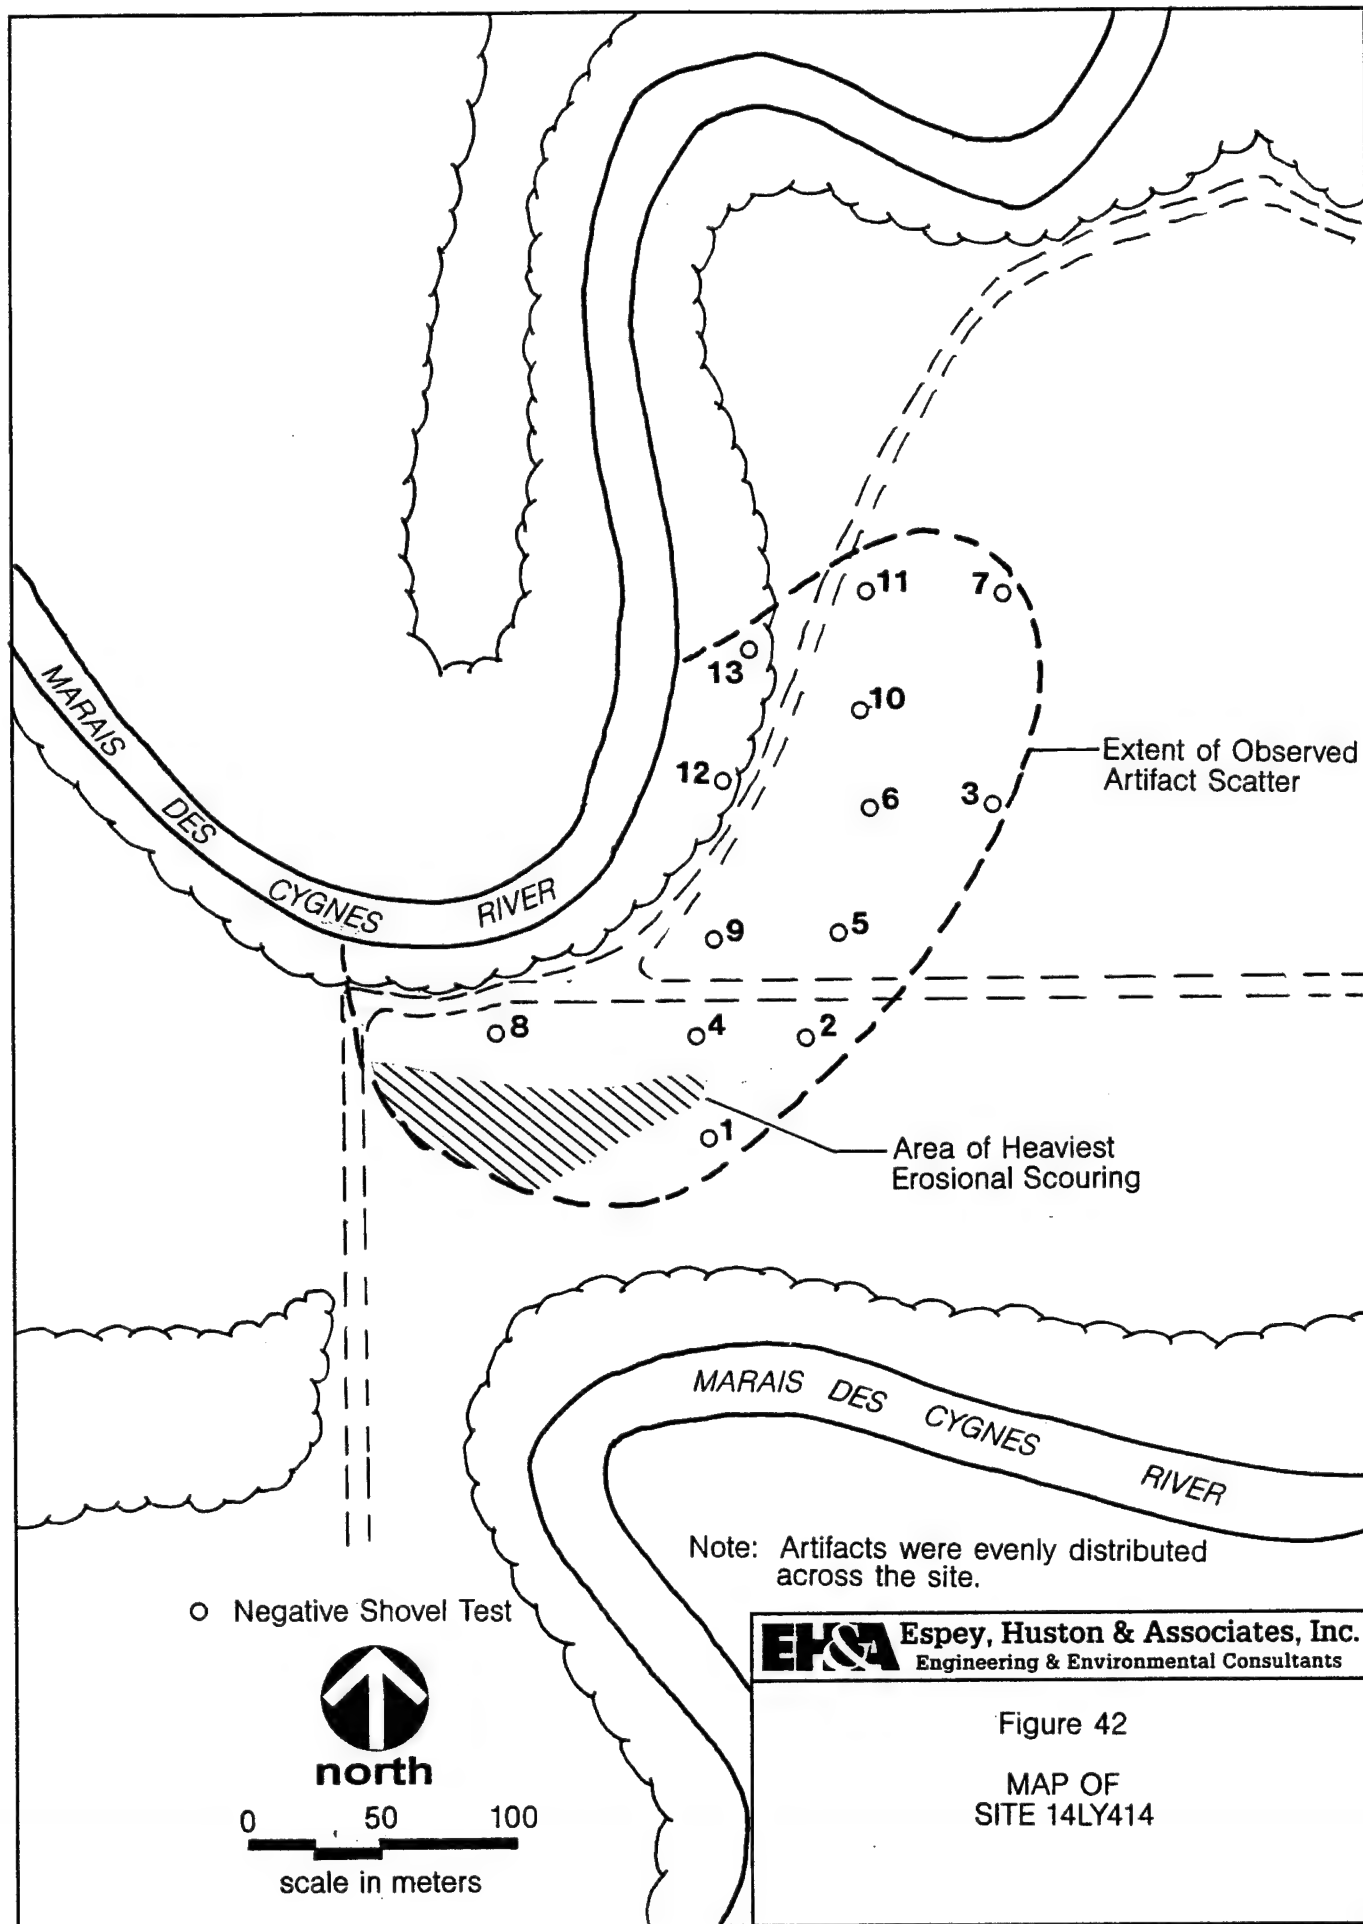 11
7
13
10
Extent of Observed
Artifact Scatter
12
6
3
MARAIS DES CYGNES RIVER
9
5
8
4
2
1
Area of Heaviest
Erosional Scouring
MARAIS DES CYGNES RIVER
Note: Artifacts were evenly distributed
across the site.
Negative Shovel Test
north
0 50 100
scale in meters
EH&A Espey, Huston & Associates, Inc.
Engineering & Environmental Consultants
Figure 42
MAP OF
SITE 14LY414